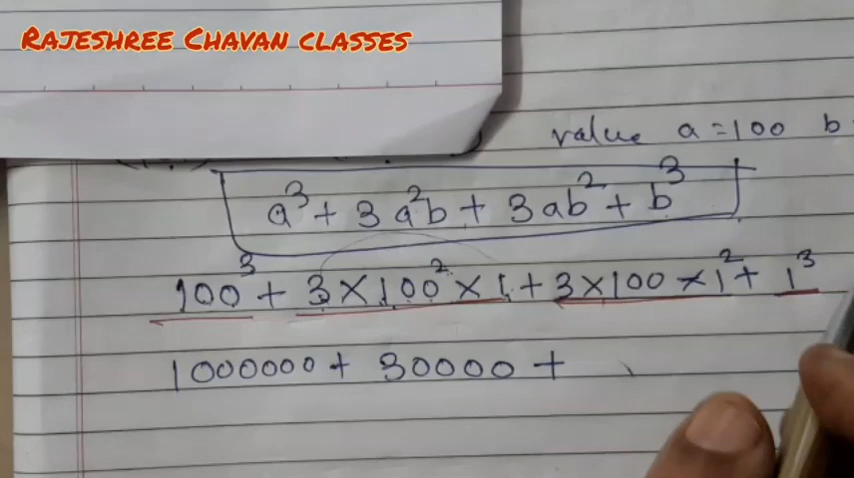 RAJESHREE CHAVAN CLASSES
value a = 100 b
a³ + 3a²b + 3ab² + b³
100³ + 3 × 100² × 1 + 3 × 100 × 1² + 1³
1000000 + 30000 +